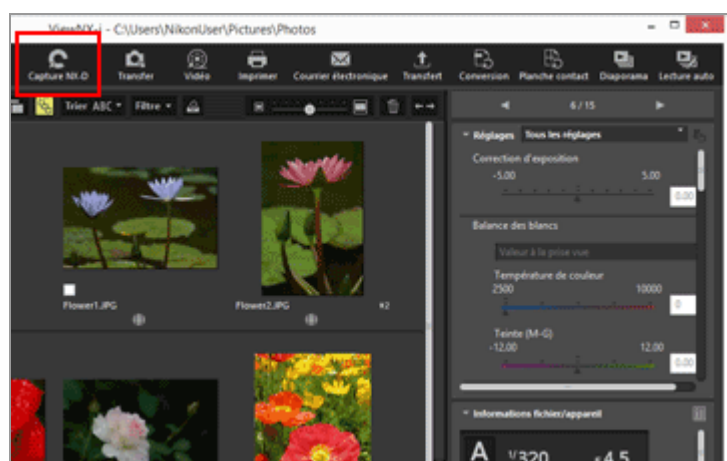 ViewNX-i - C:\Users\NikonUser\Pictures\Photos
Capture NX-D Transfer Vidéo Imprimer Courrier électronique Transfert Conversion Planche contact Diaporama Lecture auto
Trier ABC Filtre
6 / 15
Réglages Tous les réglages
Correction d'exposition
-5.00 5.00
0.00
Balance des blancs
Valeur à la prise vue
Température de couleur
2500 10000
0
Teinte (M-G)
-12.00 12.00
0.00
Flower1.JPG Flower2.JPG
Informations fichier/appareil
A 1/320 4.5